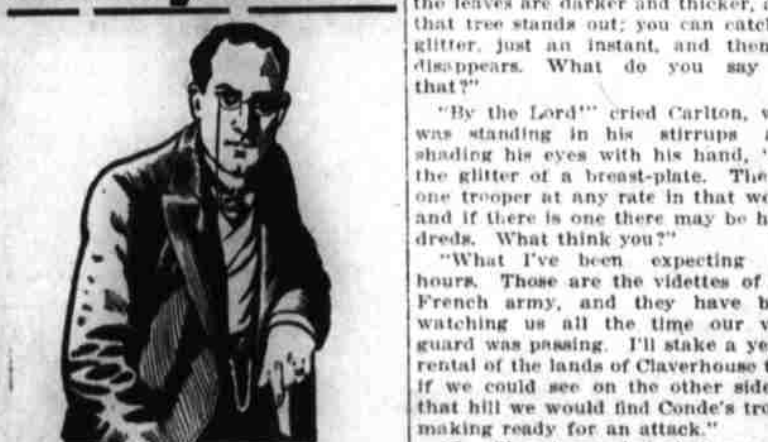 the leaves are darker and thicker, a
that tree stands out; you can catch
glitter, just an instant, and then
disappears. What do you say
that?"
"By the Lord!" cried Carlton, w
was standing in his stirrups a
shading his eyes with his hand, "
the glitter of a breast-plate. The
one trooper at any rate in that wo
and if there is one there may be h
dreds. What think you?"
"What I've been expecting
hours. Those are the videttes of
French army, and they have b
watching us all the time our v
guard was passing. I'll stake a ye
rental of the lands of Claverhouse t
if we could see on the other side
that hill we would find Conde's tro
making ready for an attack."